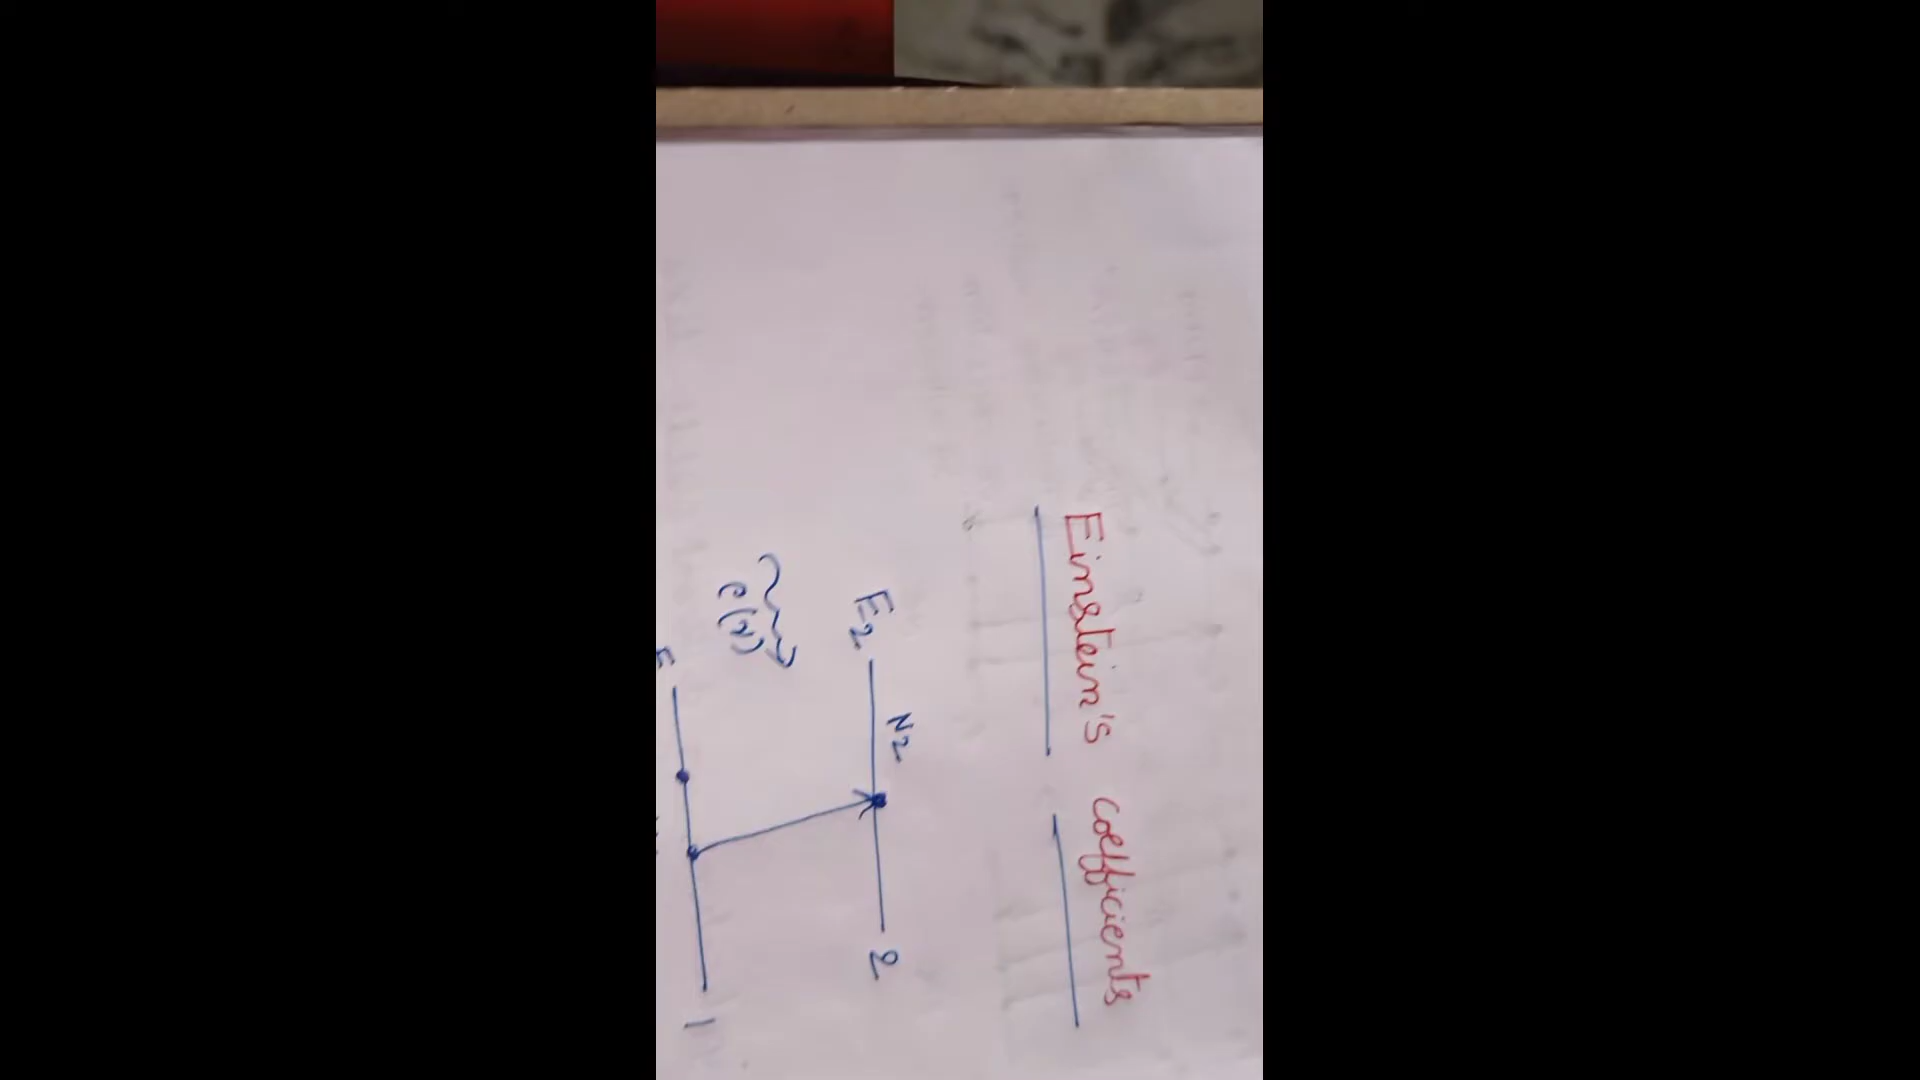 Einstein's coefficients
E₂ N₂ 2
ρ(ν)
E 1